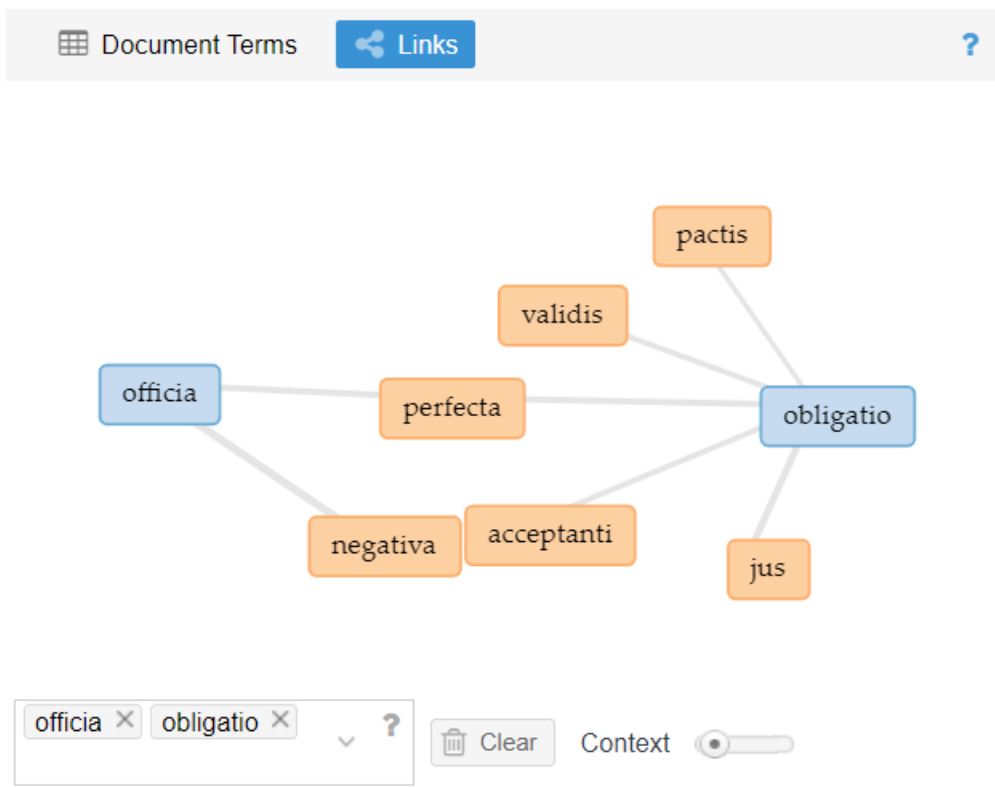 Document Terms Links ?
pactis
validis
officia
perfecta
obligatio
negativa
acceptanti
jus
officia × obligatio × ?
Clear Context